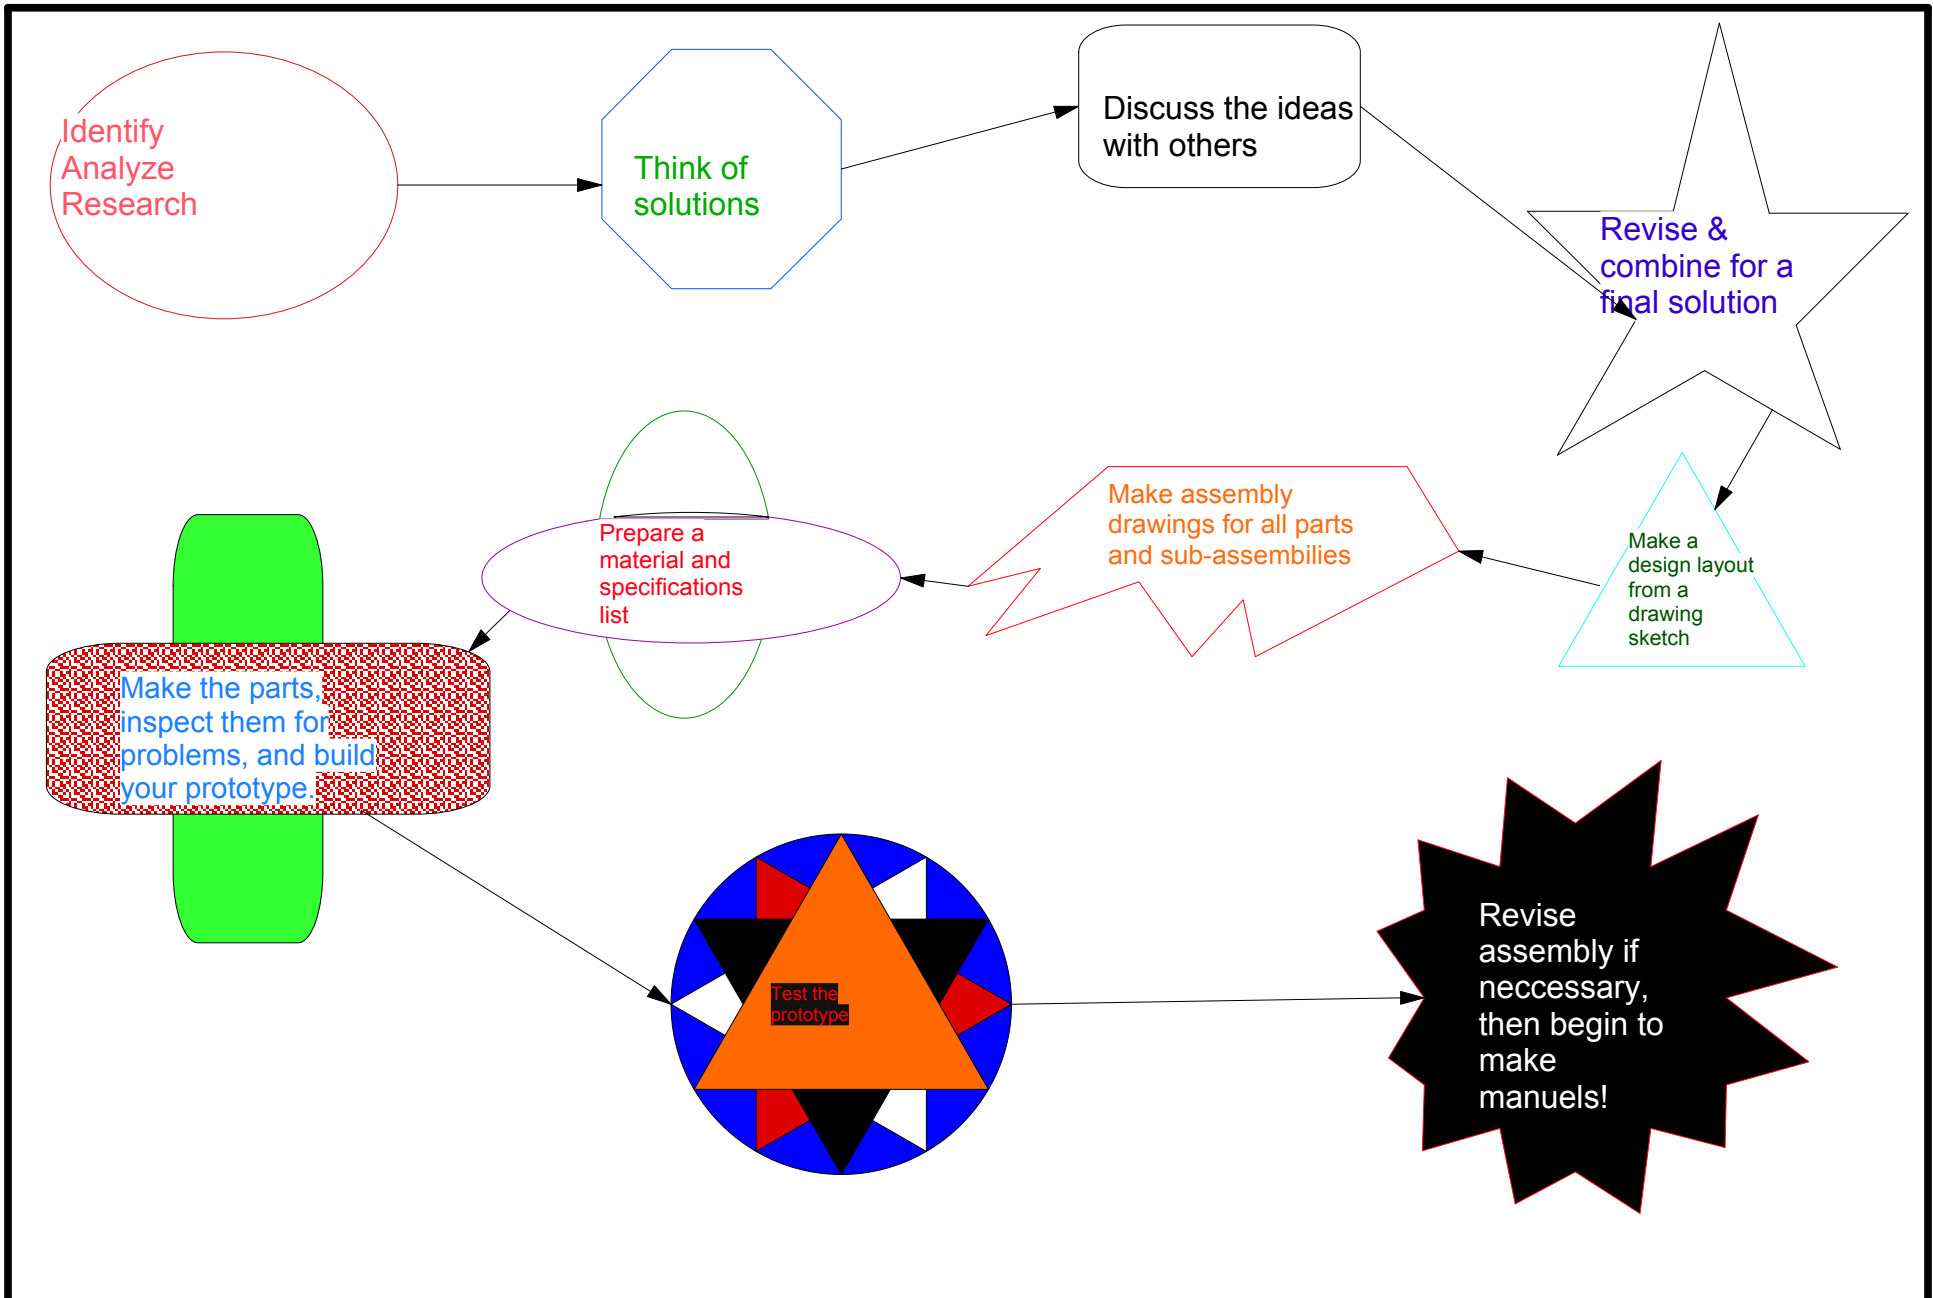 Identify
Analyze
Research
Think of
solutions
Discuss the ideas
with others
Revise &
combine for a
final solution
Make a
design layout
from a
drawing
sketch
Make assembly
drawings for all parts
and sub-assembilies
Prepare a
material and
specifications
list
Make the parts,
inspect them for
problems, and build
your prototype.
Test the
prototype
Revise
assembly if
neccessary,
then begin to
make
manuels!